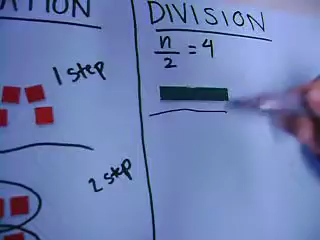 ATION
1 step
2 step
DIVISION
n/2 = 4